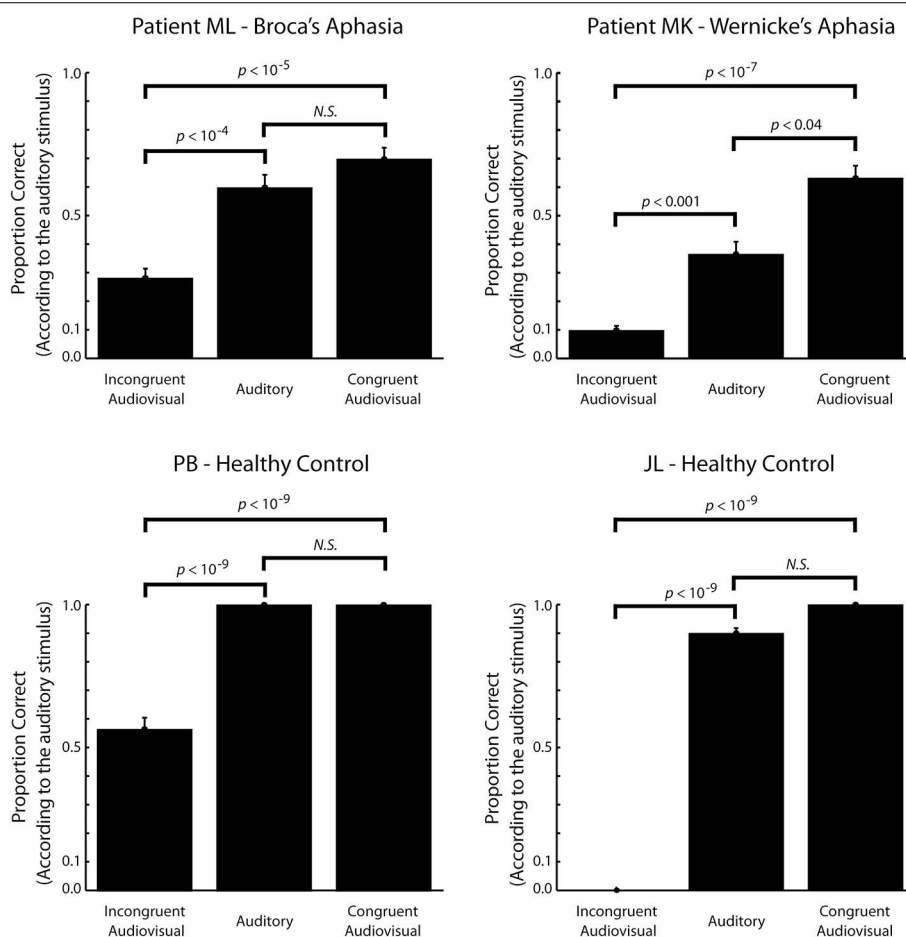 Patient ML - Broca's Aphasia
p < 10-5
N.S.
p < 10-4
1.0
0.5
0.1
0.0
Proportion Correct
(According to the auditory stimulus)
Incongruent
Audiovisual
Auditory
Congruent
Audiovisual
Patient MK - Wernicke's Aphasia
p < 10-7
p < 0.04
p < 0.001
1.0
0.5
0.1
0.0
Proportion Correct
(According to the auditory stimulus)
Incongruent
Audiovisual
Auditory
Congruent
Audiovisual
PB - Healthy Control
p < 10-9
N.S.
p < 10-9
1.0
0.5
0.1
0.0
Proportion Correct
(According to the auditory stimulus)
Incongruent
Audiovisual
Auditory
Congruent
Audiovisual
JL - Healthy Control
p < 10-9
N.S.
p < 10-9
1.0
0.5
0.1
0.0
Proportion Correct
(According to the auditory stimulus)
Incongruent
Audiovisual
Auditory
Congruent
Audiovisual